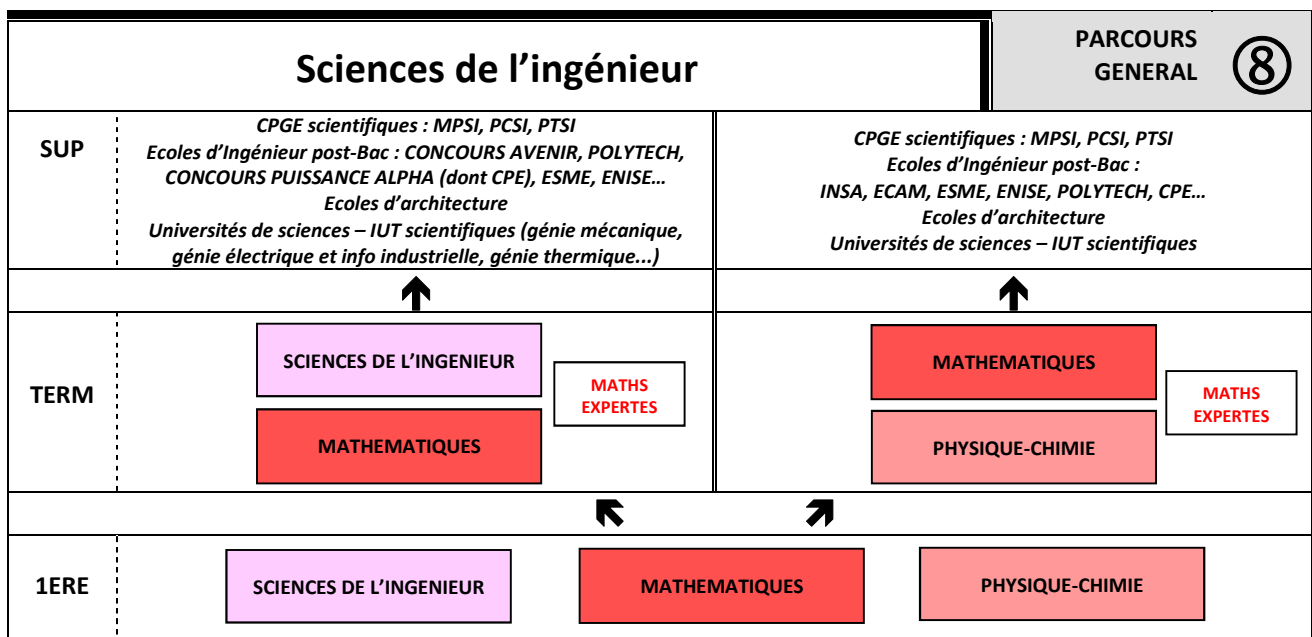 Sciences de l'ingénieur
PARCOURS
GENERAL
⑧
SUP
CPGE scientifiques : MPSI, PCSI, PTSI
Ecoles d'Ingénieur post-Bac : CONCOURS AVENIR, POLYTECH,
CONCOURS PUISSANCE ALPHA (dont CPE), ESME, ENISE…
Ecoles d'architecture
Universités de sciences – IUT scientifiques (génie mécanique,
génie électrique et info industrielle, génie thermique...)
CPGE scientifiques : MPSI, PCSI, PTSI
Ecoles d'Ingénieur post-Bac :
INSA, ECAM, ESME, ENISE, POLYTECH, CPE…
Ecoles d'architecture
Universités de sciences – IUT scientifiques
TERM
SCIENCES DE L'INGENIEUR
MATHEMATIQUES
MATHS
EXPERTES
MATHEMATIQUES
PHYSIQUE-CHIMIE
MATHS
EXPERTES
1ERE
SCIENCES DE L'INGENIEUR
MATHEMATIQUES
PHYSIQUE-CHIMIE